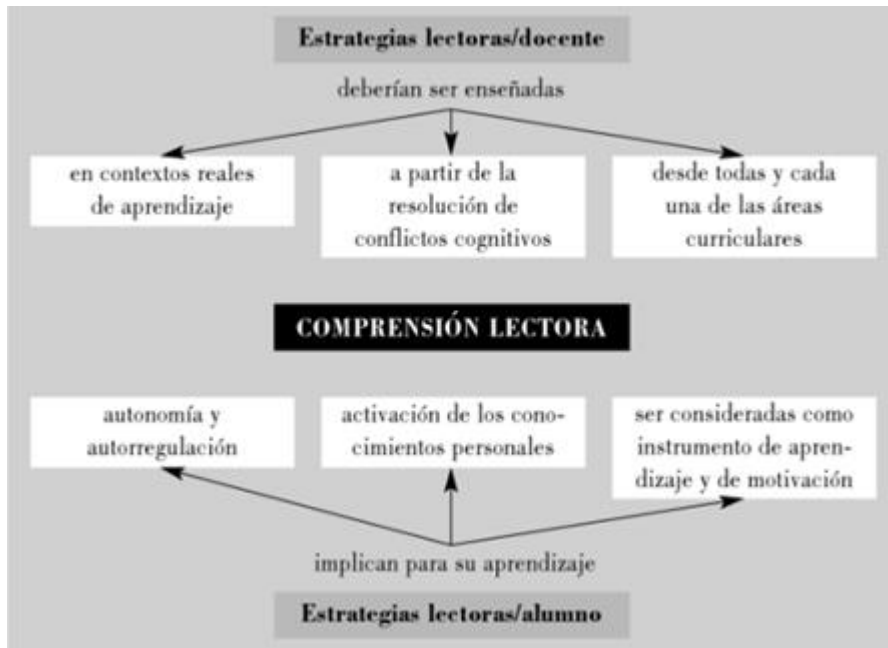 Estrategias lectoras/docente
deberían ser enseñadas
en contextos reales
de aprendizaje
a partir de la
resolución de
conflictos cognitivos
desde todas y cada
una de las áreas
curriculares
COMPRENSIÓN LECTORA
autonomía y
autorregulación
activación de los cono-
cimientos personales
ser consideradas como
instrumento de apren-
dizaje y de motivación
implican para su aprendizaje
Estrategias lectoras/alumno